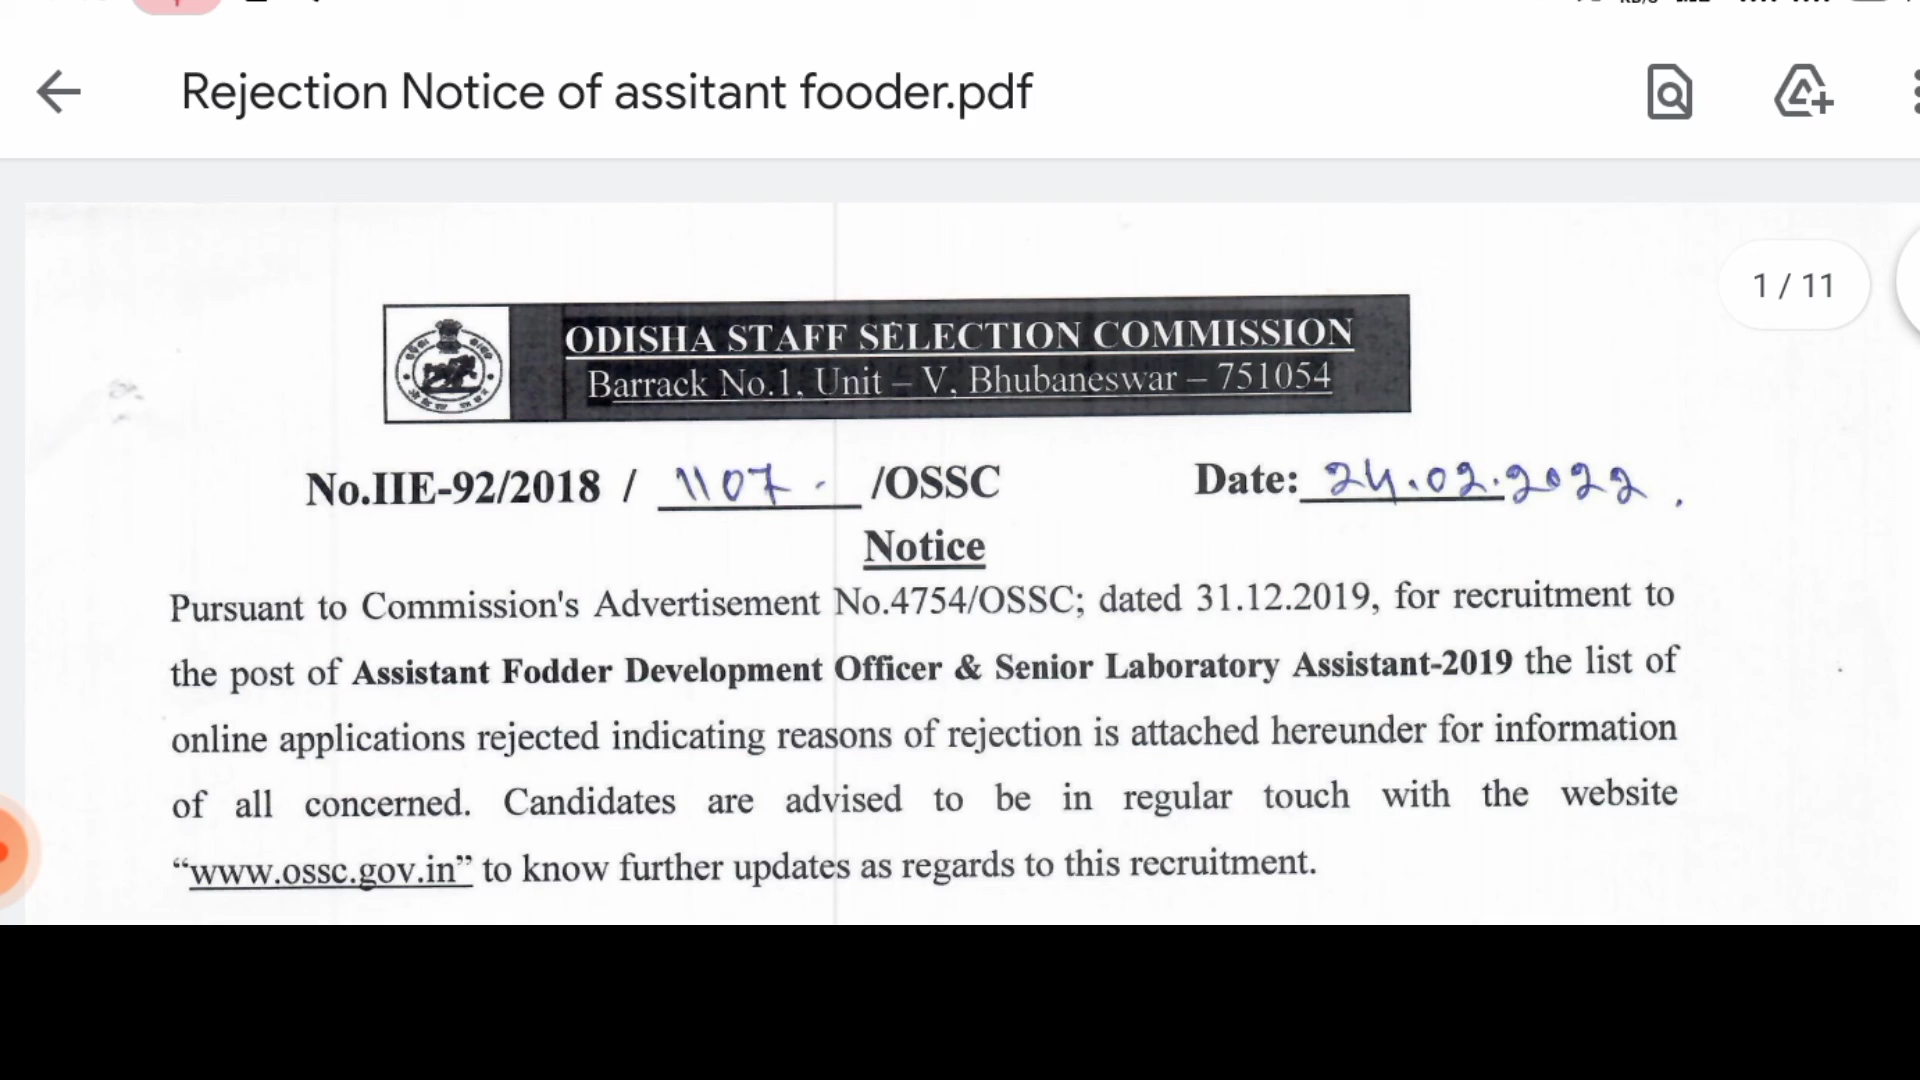 Rejection Notice of assitant fooder.pdf
1 / 11
ODISHA STAFF SELECTION COMMISSION
Barrack No.1, Unit – V, Bhubaneswar – 751054
No.IIE-92/2018 / 1107. /OSSC Date: 24.02.2022.
Notice
Pursuant to Commission's Advertisement No.4754/OSSC; dated 31.12.2019, for recruitment to
the post of Assistant Fodder Development Officer & Senior Laboratory Assistant-2019 the list of
online applications rejected indicating reasons of rejection is attached hereunder for information
of all concerned. Candidates are advised to be in regular touch with the website
“www.ossc.gov.in” to know further updates as regards to this recruitment.